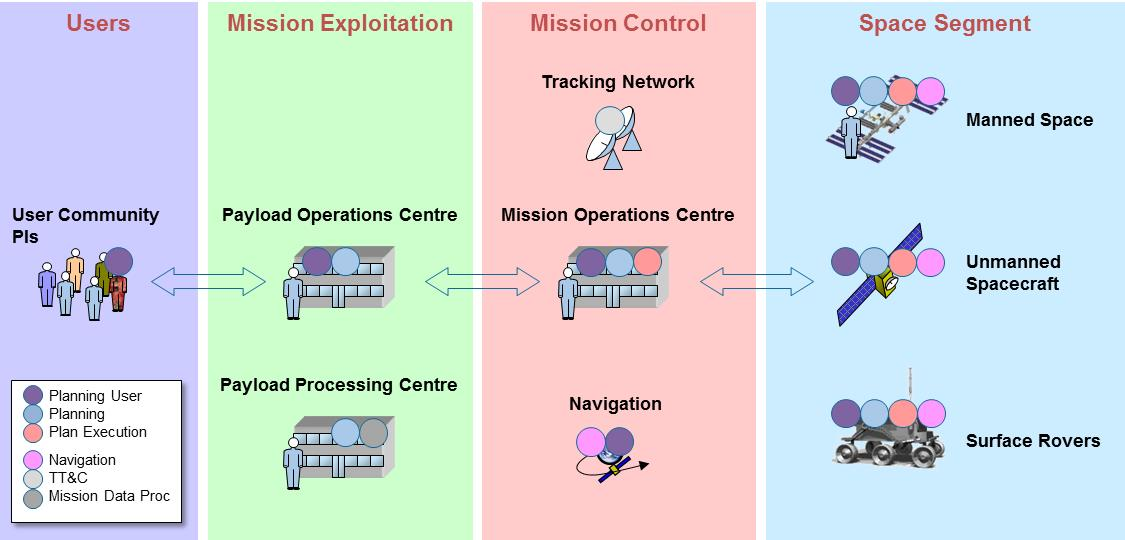 Users
Mission Exploitation
Mission Control
Space Segment
Tracking Network
Manned Space
User Community
PIs
Payload Operations Centre
Mission Operations Centre
Unmanned
Spacecraft
Payload Processing Centre
Navigation
Surface Rovers
Planning User
Planning
Plan Execution
Navigation
TT&C
Mission Data Proc